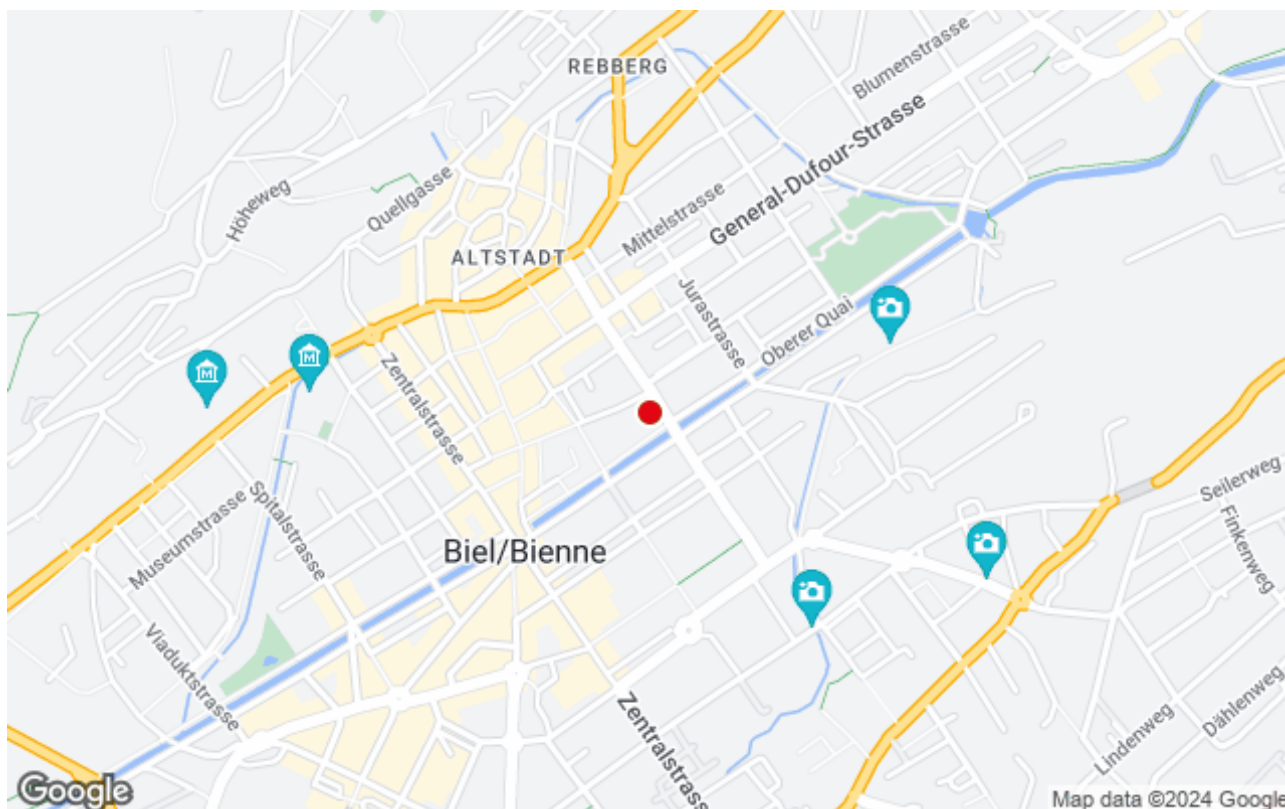 REBBERG
Blumenstrasse
General-Dufour-Strasse
Höheweg
Quellgasse
Mittelstrasse
ALTSTADT
Jurastrasse
Oberer Quai
Zentralstrasse
Seilerweg
Finkenweg
Spitalstrasse
Museumstrasse
Biel/Bienne
Viaduktstrasse
Zentralstrasse
Dählenweg
Lindenweg
M
M
Google
Map data ©2024 Google